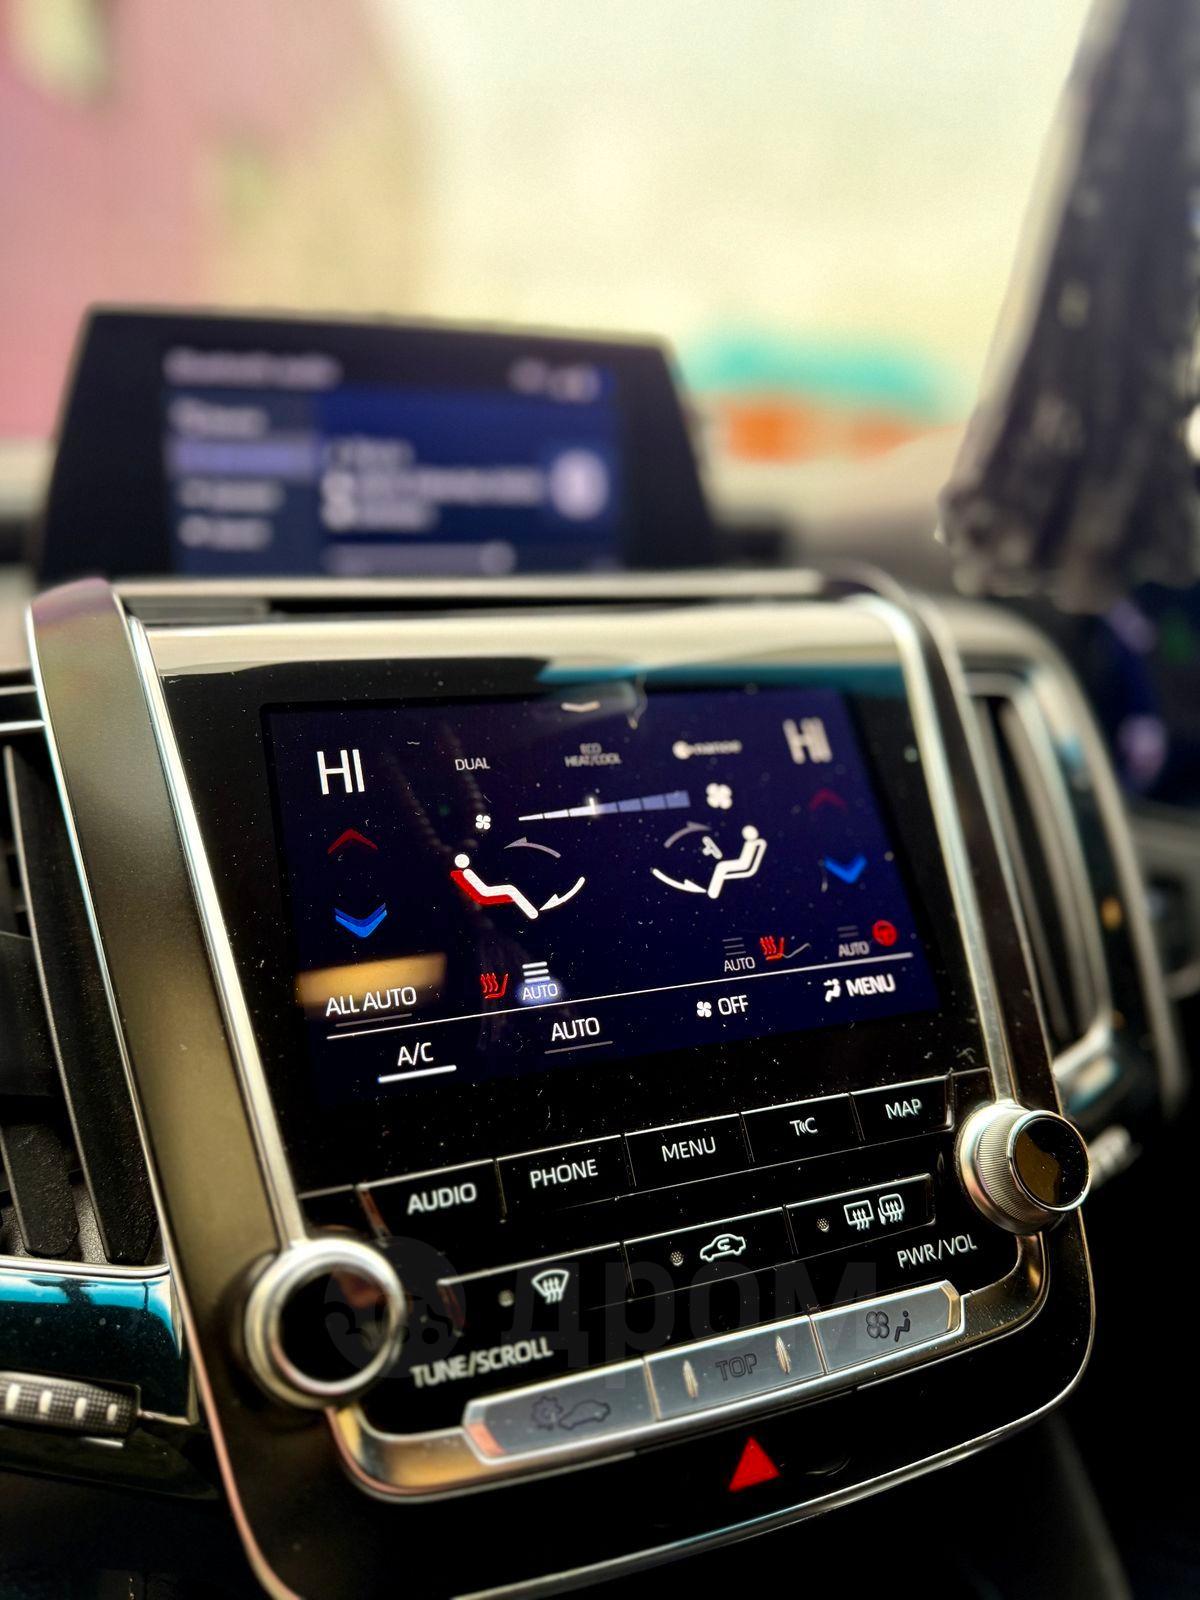 HI
DUAL
ECO
HEAT/COOL
nanoe
HI
AUTO
AUTO
ALL AUTO
AUTO
A/C
AUTO
OFF
MENU
AUDIO
PHONE
MENU
T C
MAP
PWR/VOL
TUNE/SCROLL
TOP
дром